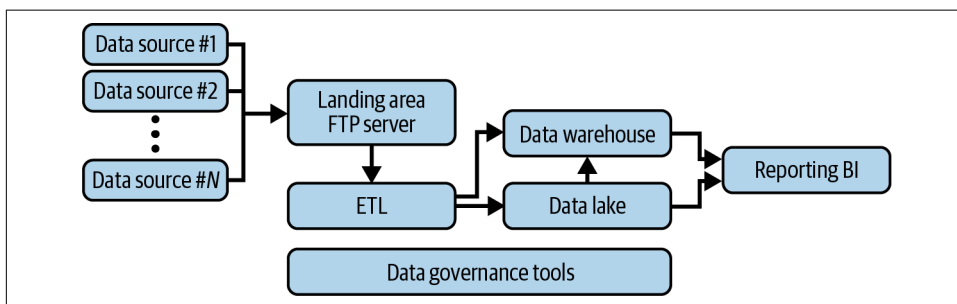 Data source #1
Data source #2
Data source #N
Landing area
FTP server
ETL
Data warehouse
Data lake
Reporting BI
Data governance tools